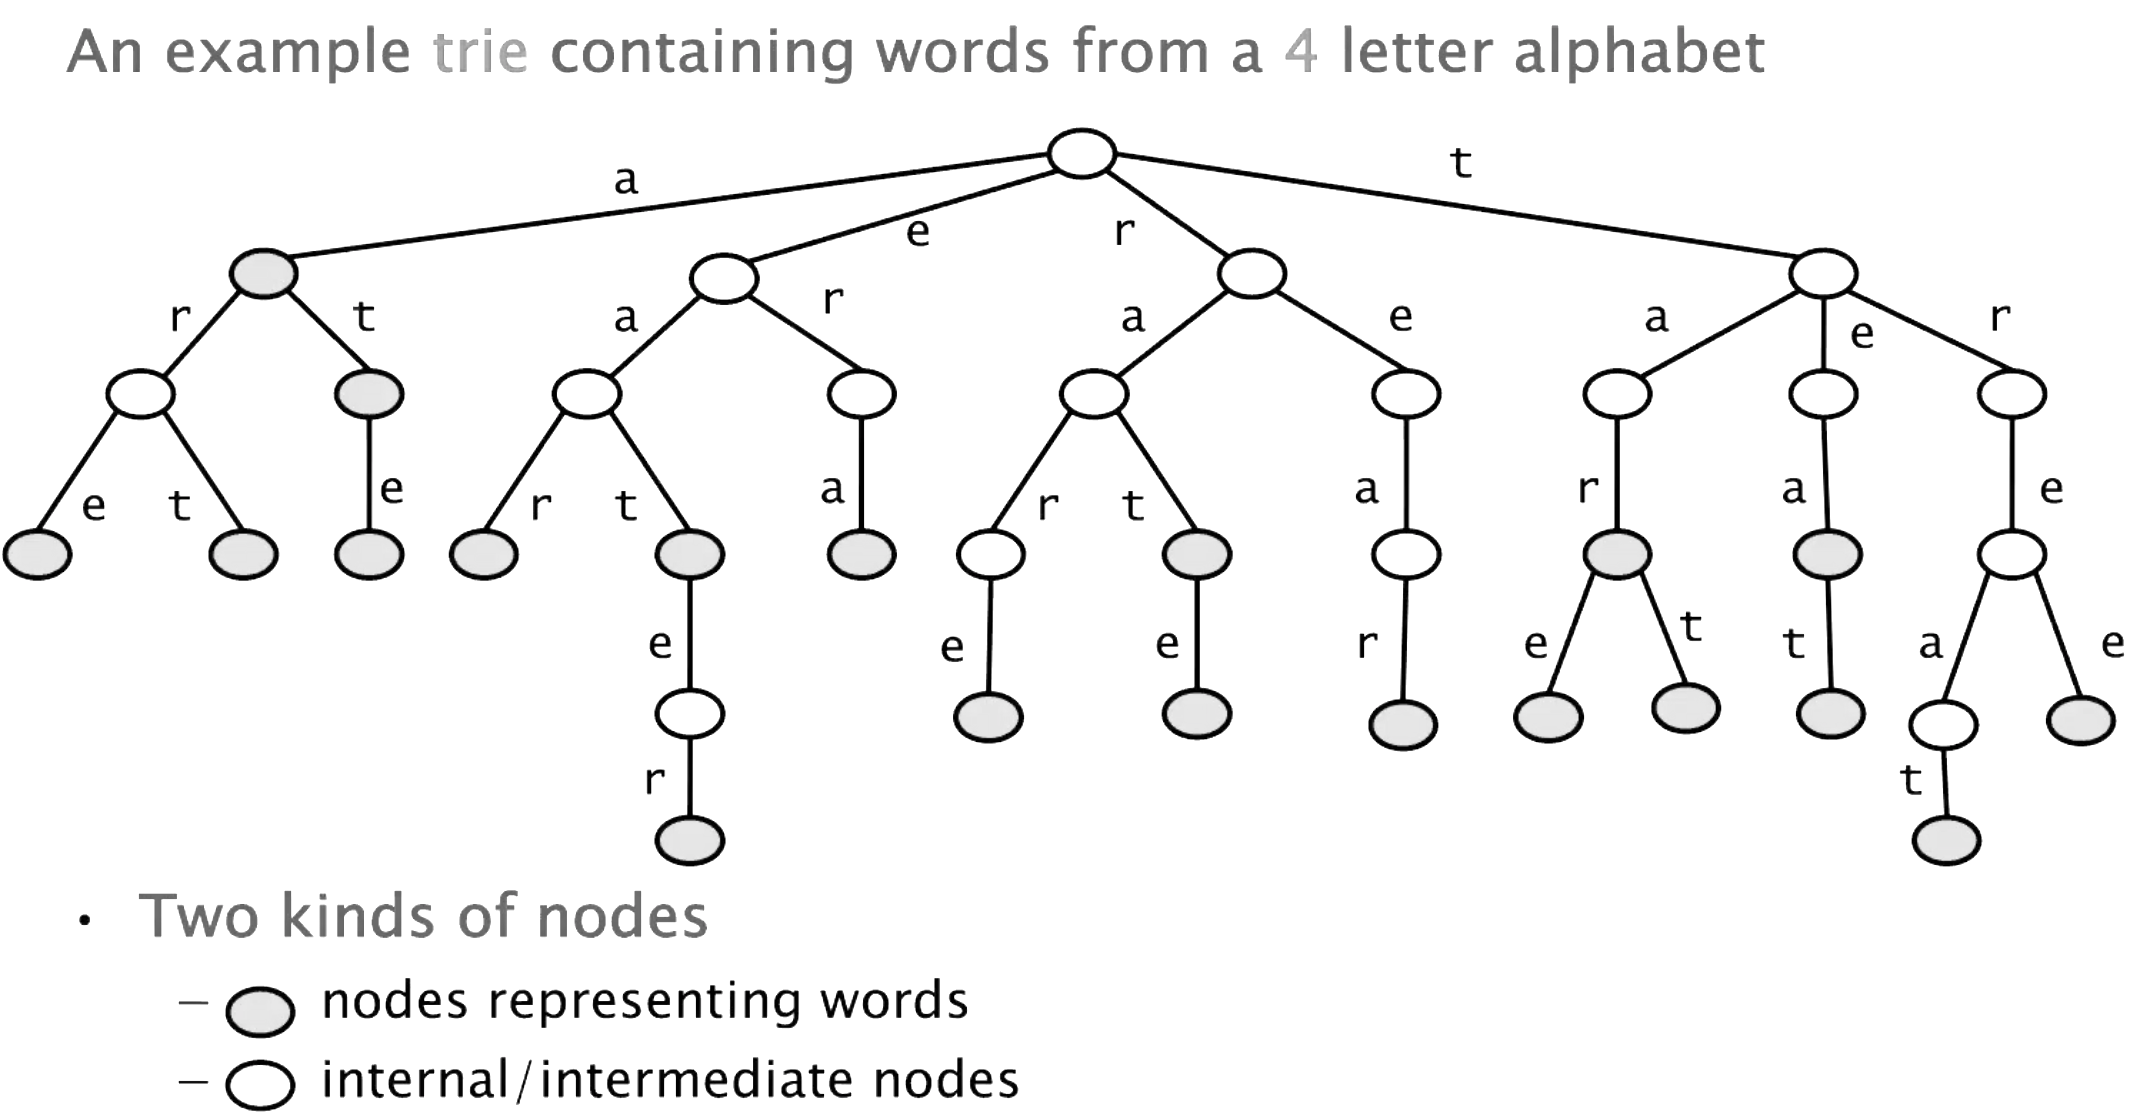 An example trie containing words from a 4 letter alphabet
a t
e r
r t a r a e a e r
e t e r t a r t a r a e
e e e r e t t a e
r t
• Two kinds of nodes
– nodes representing words
– internal/intermediate nodes